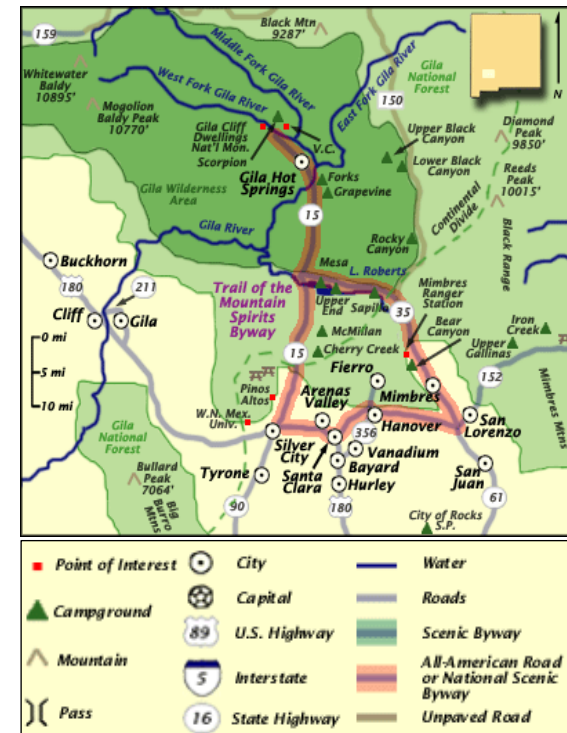 159
Black Mtn
9287'
Middle Fork Gila River
Whitewater
Baldy
10895'
West Fork Gila River
East Fork Gila River
Gila
National
Forest
N
Mogolion
Baldy Peak
10770'
150
Diamond
Peak
9850'
Gila Cliff
Dwellings
Nat'l Mon.
Scorpion
V.C.
Upper Black
Canyon
Lower Black
Canyon
Reeds
Peak
10015'
Gila Hot
Springs
Forks
Grapevine
Gila Wilderness
Area
15
Continental
Divide
Gila River
Rocky
Canyon
Black Range
Buckhorn
Mesa
L. Roberts
180
211
Trail of the
Mountain
Spirits
Byway
Upper
End
Sapillo
Mimbres
Ranger
Station
35
Bear
Canyon
Iron
Creek
Cliff
Gila
McMillan
Cherry Creek
Upper
Gallinas
0 mi
5 mi
10 mi
15
Fierro
152
Mimbres Mtns
Pinos
Altos
Arenas
Valley
Mimbres
W.N. Mex.
Univ.
Hanover
San
Lorenzo
Gila
National
Forest
Silver
City
356
Vanadium
Santa
Clara
Bayard
San
Juan
Bullard
Peak
7064'
Tyrone
Hurley
Big
Burro
Mtns
90
180
61
City of Rocks
S.P.
Point of Interest
City
Water
Campground
Capital
Roads
89
U.S. Highway
Scenic Byway
Mountain
5
Interstate
All-American Road
or National Scenic
Byway
Pass
16
State Highway
Unpaved Road